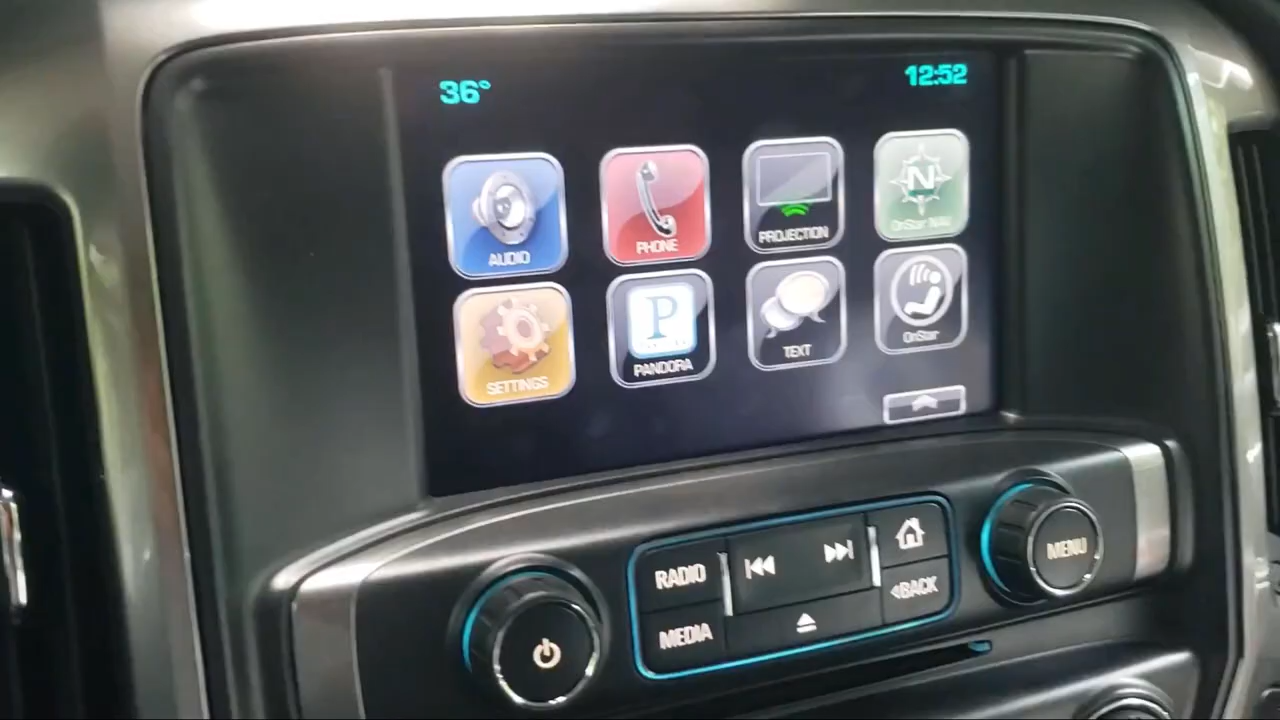 36°
12:52
AUDIO
PHONE
PROJECTION
N
OnStar NAV
SETTINGS
P
PANDORA
TEXT
OnStar
RADIO
MEDIA
BACK
MENU